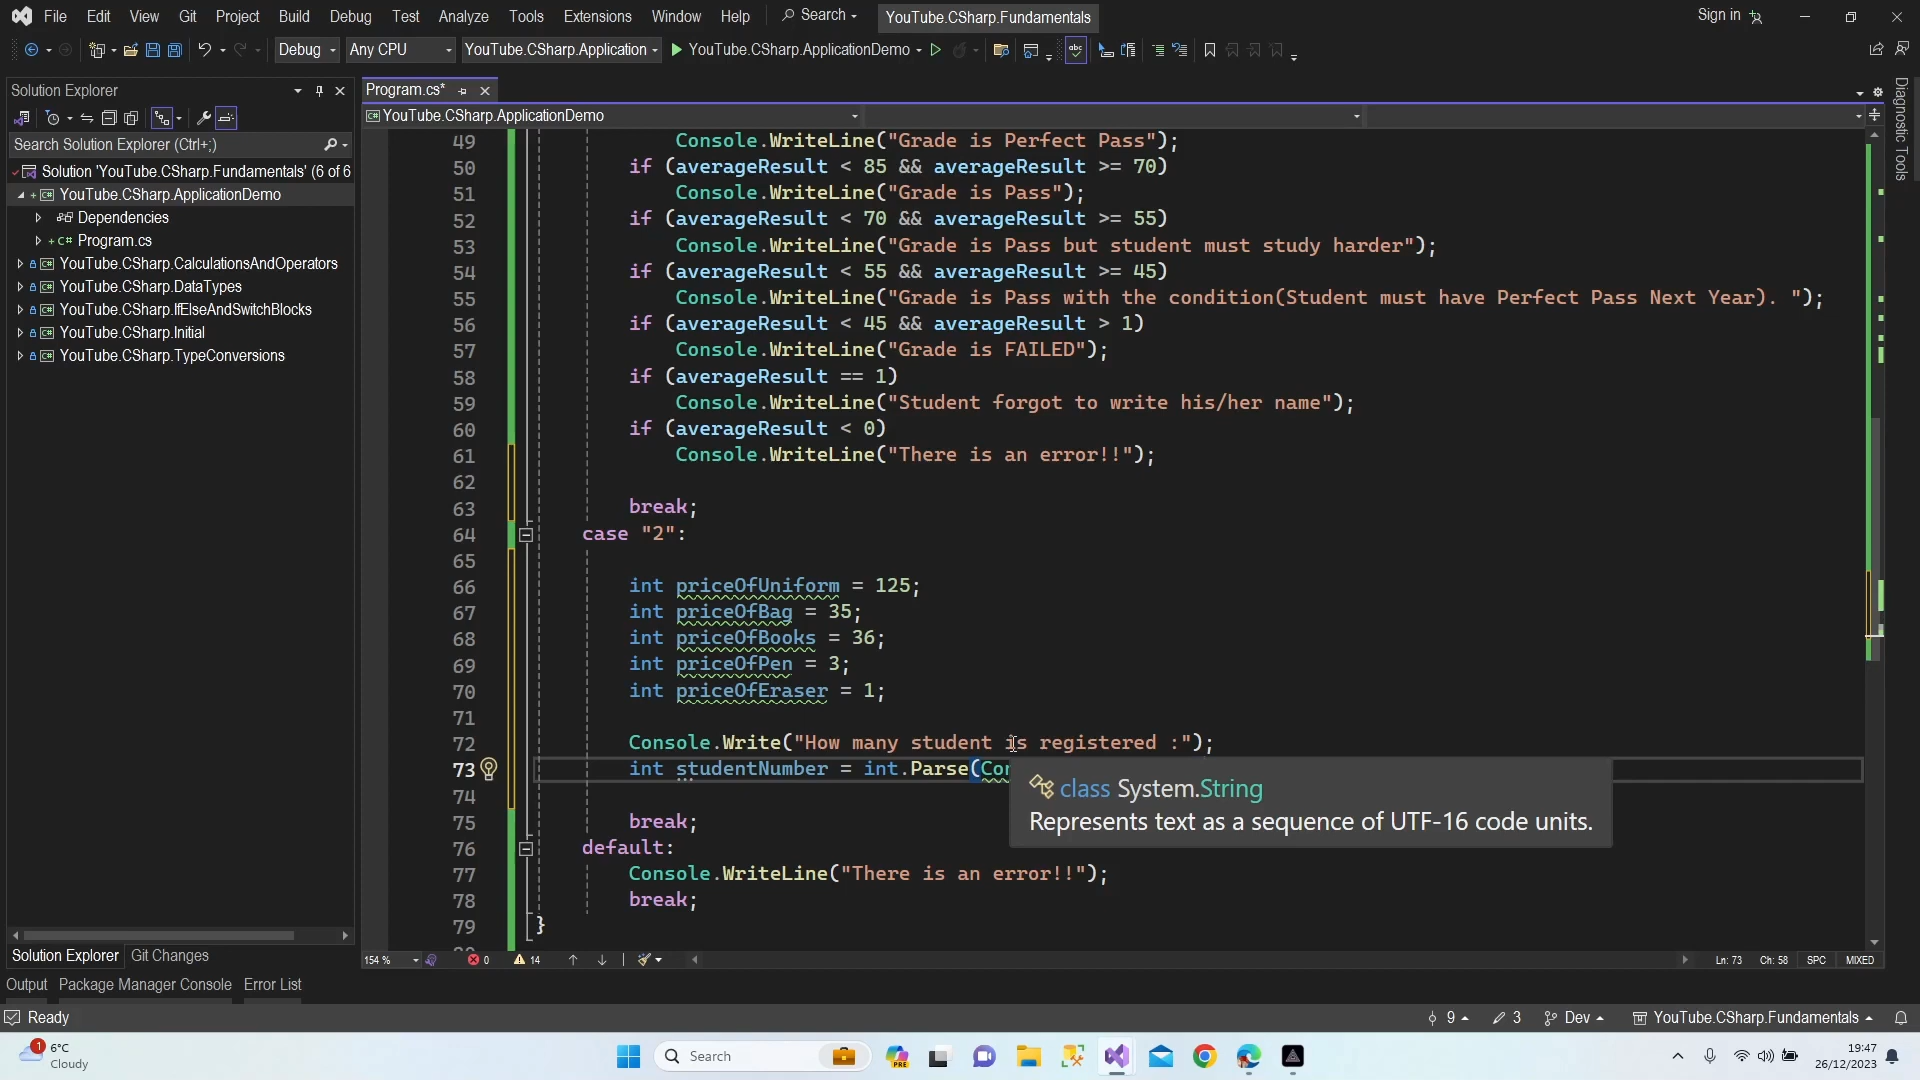 File Edit View Git Project Build Debug Test Analyze Tools Extensions Window Help Search YouTube.CSharp.Fundamentals Sign in
Debug Any CPU YouTube.CSharp.Application YouTube.CSharp.ApplicationDemo
Solution Explorer
Search Solution Explorer (Ctrl+;)
Solution 'YouTube.CSharp.Fundamentals' (6 of 6
YouTube.CSharp.ApplicationDemo
Dependencies
C# Program.cs
YouTube.CSharp.CalculationsAndOperators
YouTube.CSharp.DataTypes
YouTube.CSharp.IfElseAndSwitchBlocks
YouTube.CSharp.Initial
YouTube.CSharp.TypeConversions
Solution Explorer Git Changes
Program.cs*
YouTube.CSharp.ApplicationDemo
49 Console.WriteLine("Grade is Perfect Pass");
50 if (averageResult < 85 && averageResult >= 70)
51 Console.WriteLine("Grade is Pass");
52 if (averageResult < 70 && averageResult >= 55)
53 Console.WriteLine("Grade is Pass but student must study harder");
54 if (averageResult < 55 && averageResult >= 45)
55 Console.WriteLine("Grade is Pass with the condition(Student must have Perfect Pass Next Year). ");
56 if (averageResult < 45 && averageResult > 1)
57 Console.WriteLine("Grade is FAILED");
58 if (averageResult == 1)
59 Console.WriteLine("Student forgot to write his/her name");
60 if (averageResult < 0)
61 Console.WriteLine("There is an error!!");
62
63 break;
64 case "2":
65
66 int priceOfUniform = 125;
67 int priceOfBag = 35;
68 int priceOfBooks = 36;
69 int priceOfPen = 3;
70 int priceOfEraser = 1;
71
72 Console.Write("How many student is registered :");
73 int studentNumber = int.Parse(Con
class System.String
Represents text as a sequence of UTF-16 code units.
74
75 break;
76 default:
77 Console.WriteLine("There is an error!!");
78 break;
79 }
154 % 0 14 Ln: 73 Ch: 58 SPC MIXED
Diagnostic Tools
Output Package Manager Console Error List
Ready 9 3 Dev YouTube.CSharp.Fundamentals
1 6°C
Cloudy
Search
PRE
19:47
26/12/2023